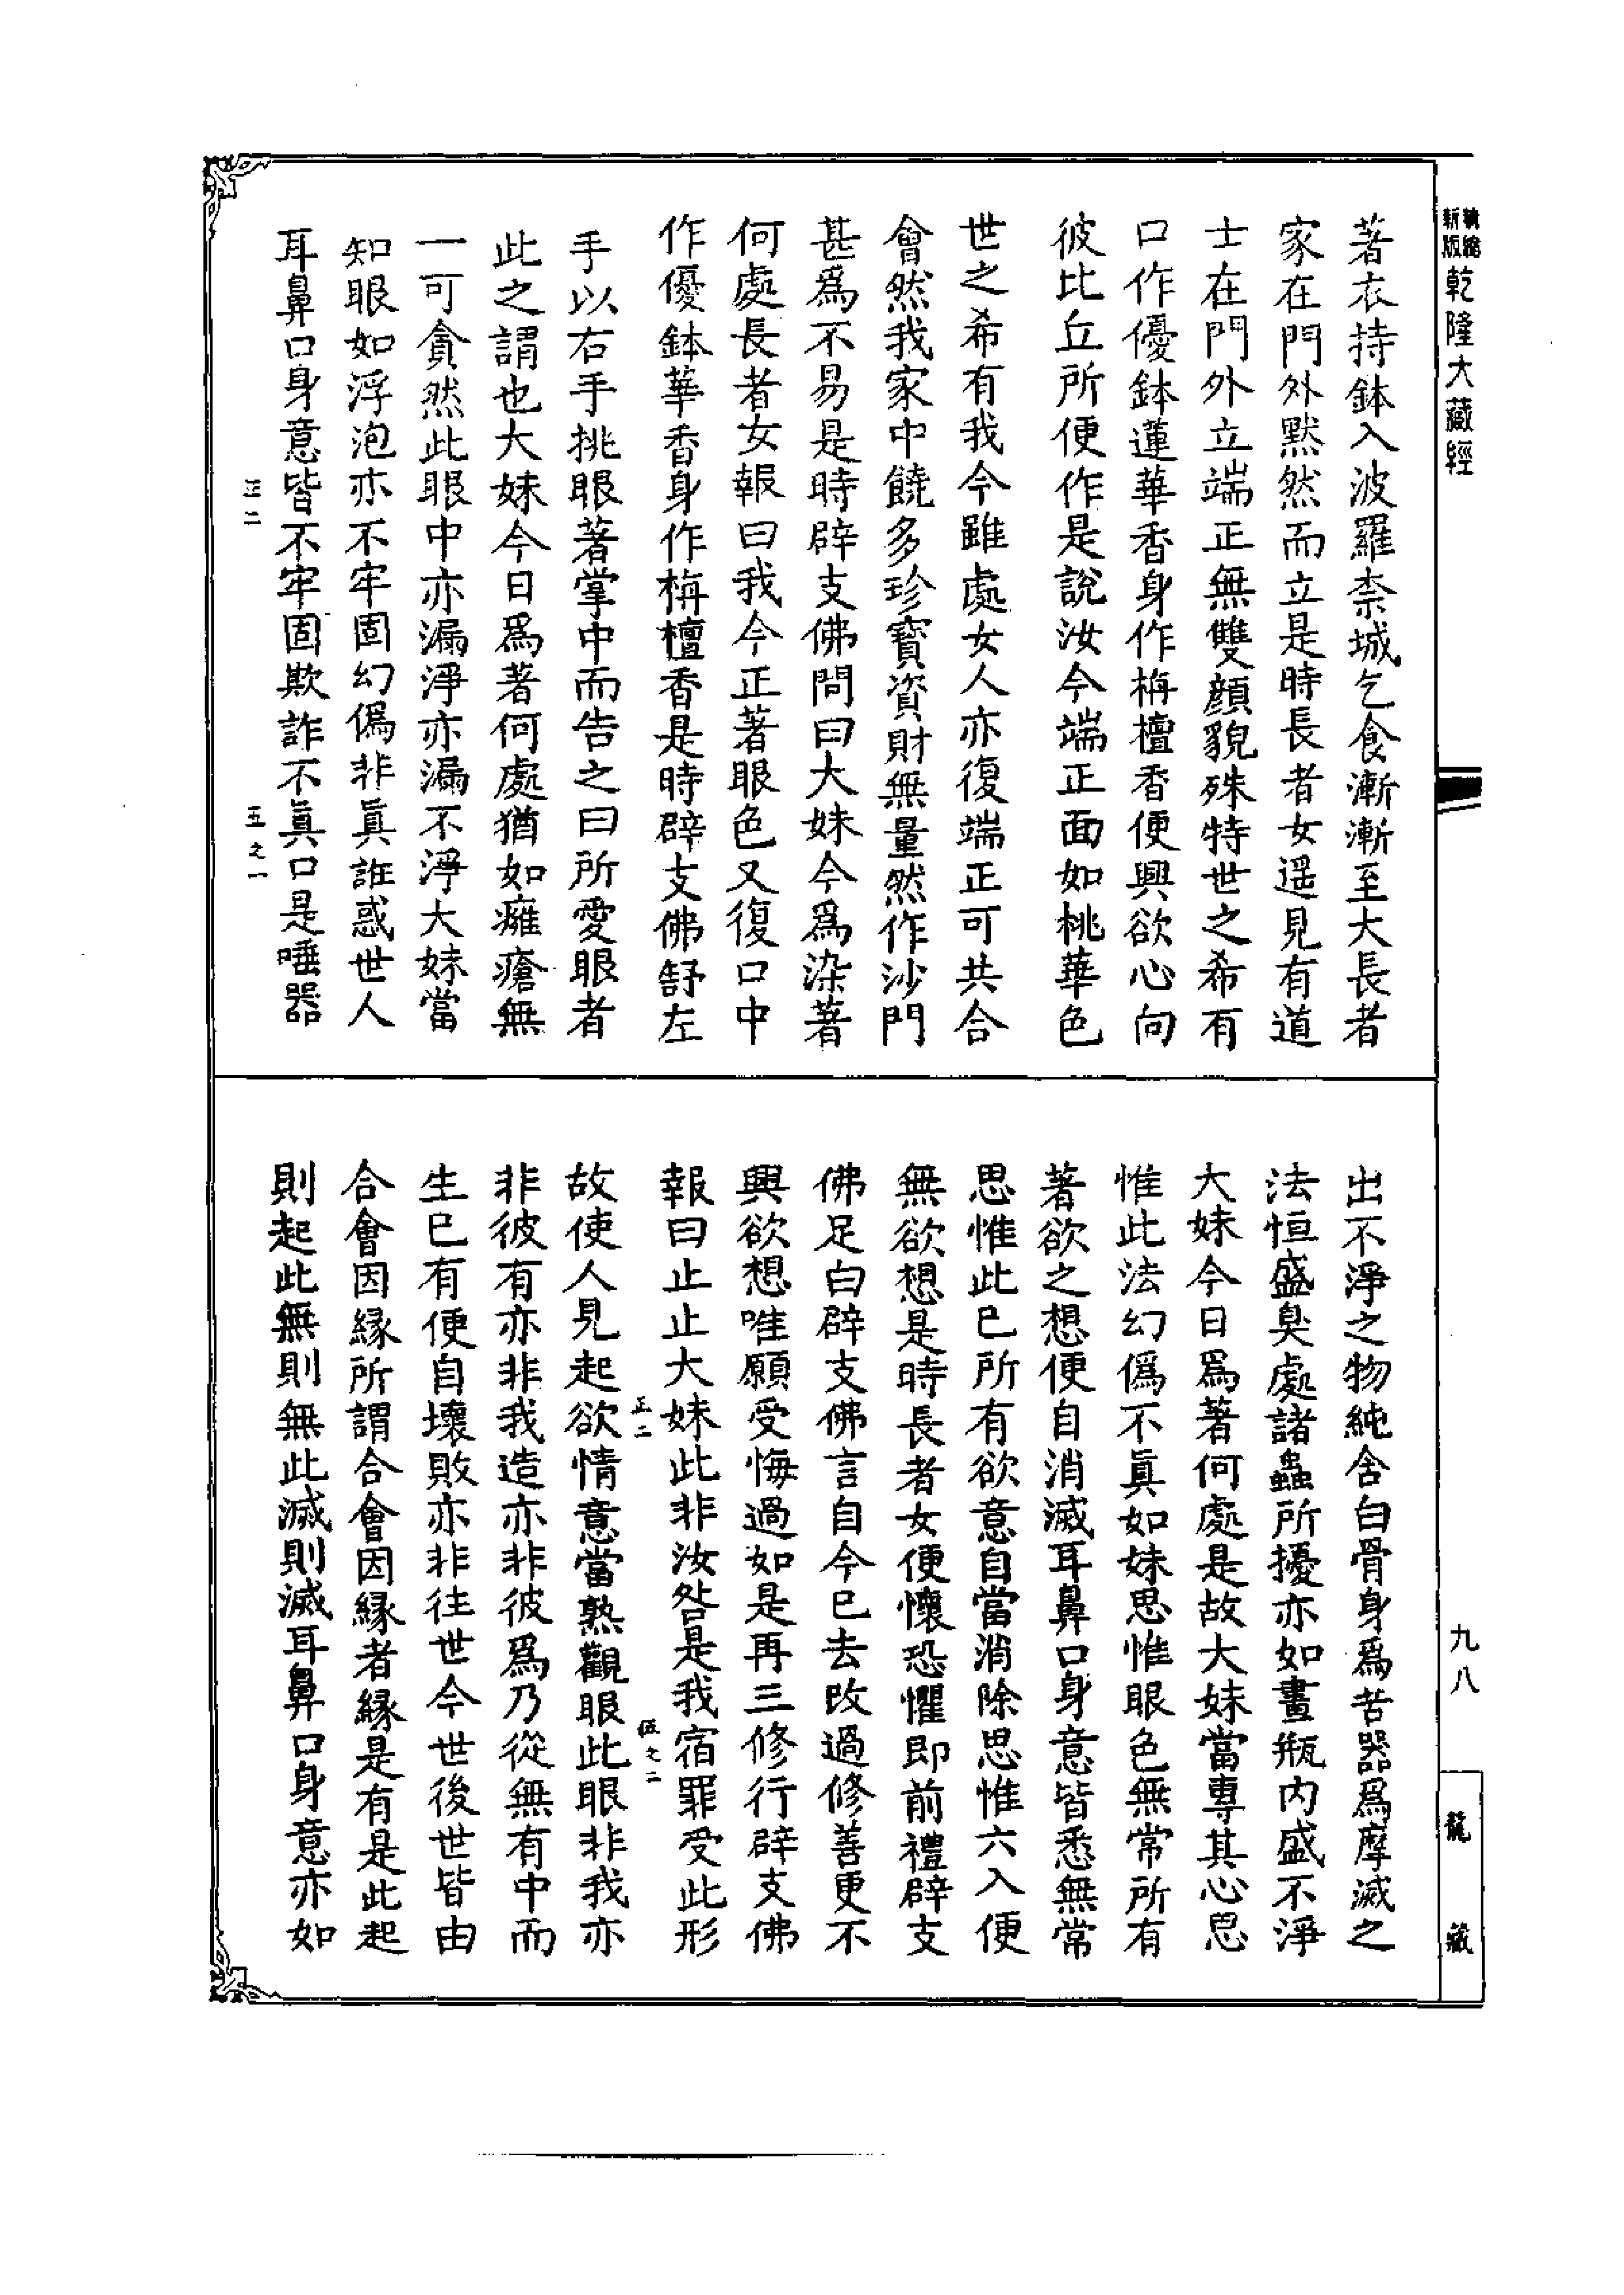 精縮新版乾隆大藏經
著衣持鉢入波羅柰城乞食漸漸至大長者
家在門外默然而立是時長者女遥見有道
士在門外立端正無雙顔貌殊特世之希有
口作優鉢蓮華香身作栴檀香便興欲心向
彼比丘所便作是說汝今端正面如桃華色
世之希有我今雖處女人亦復端正可共合
會然我家中饒多珍寶資財無量然作沙門
甚爲不易是時辟支佛問曰大妹今爲染著
何處長者女報曰我今正著眼色又復口中
作優鉢華香身作栴檀香是時辟支佛舒左
手以右手挑眼著掌中而告之曰所愛眼者
此之謂也大妹今日爲著何處猶如癰瘡無
一可貪然此眼中亦漏淨亦漏不淨大妹當
知眼如浮泡亦不牢固幻僞非眞誑惑世人
耳鼻口身意皆不牢固欺詐不眞口是唾器
正二
五之一
出不淨之物純含白骨身爲苦器爲摩滅之
法恒盛臭處諸蟲所擾亦如畫瓶内盛不淨
大妹今日爲著何處是故大妹當專其心思
惟此法幻僞不眞如妹思惟眼色無常所有
著欲之想便自消滅耳鼻口身意皆悉無常
思惟此已所有欲意自當消除思惟六入便
無欲想是時長者女便懷恐懼即前禮辟支
佛足白辟支佛言自今已去改過修善更不
興欲想唯願受悔過如是再三修行辟支佛
報曰止止大妹此非汝咎是我宿罪受此形
正二
伍之二
故使人見起欲情意當熟觀眼此眼非我亦
非彼有亦非我造亦非彼爲乃從無有中而
生已有便自壞敗亦非往世今世後世皆由
合會因緣所謂合會因緣者緣是有是此起
則起此無則無此滅則滅耳鼻口身意亦如
九八
龍藏